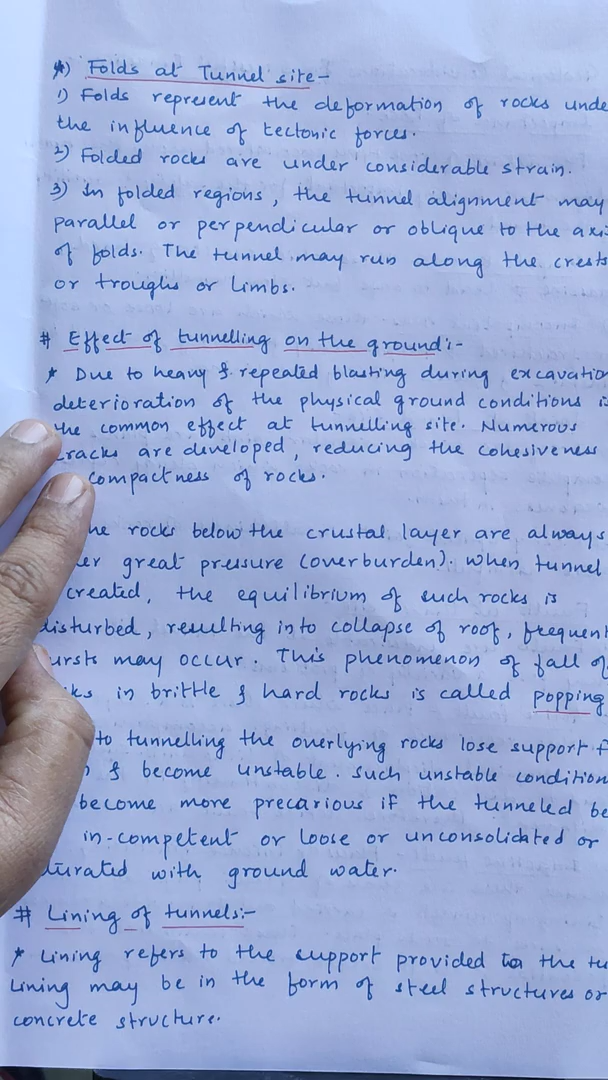 *) Folds at Tunnel site-
1) Folds represent the deformation of rocks unde
the influence of tectonic forces.
2) Folded rocks are under considerable strain.
3) In folded regions, the tunnel alignment may
parallel or perpendicular or oblique to the axi
of folds. The tunnel may run along the crests
or troughs or limbs.
# Effect of tunnelling on the ground:-
* Due to heavy & repeated blasting during excavation
deterioration of the physical ground conditions is
the common effect at tunnelling site. Numerous
cracks are developed, reducing the cohesiveness
compactness of rocks.
he rocks below the crustal layer are always
er great pressure (overburden). When tunnel
created, the equilibrium of such rocks is
disturbed, resulting into collapse of roof, frequent
ursts may occur. This phenomenon of fall of
ks in brittle & hard rocks is called popping
to tunnelling the overlying rocks lose support f
& become unstable. Such unstable condition
become more precarious if the tunneled be
in-competent or loose or unconsolidated or
turated with ground water.
# Lining of tunnels:-
* Lining refers to the support provided to the tu
Lining may be in the form of steel structures or
concrete structure.